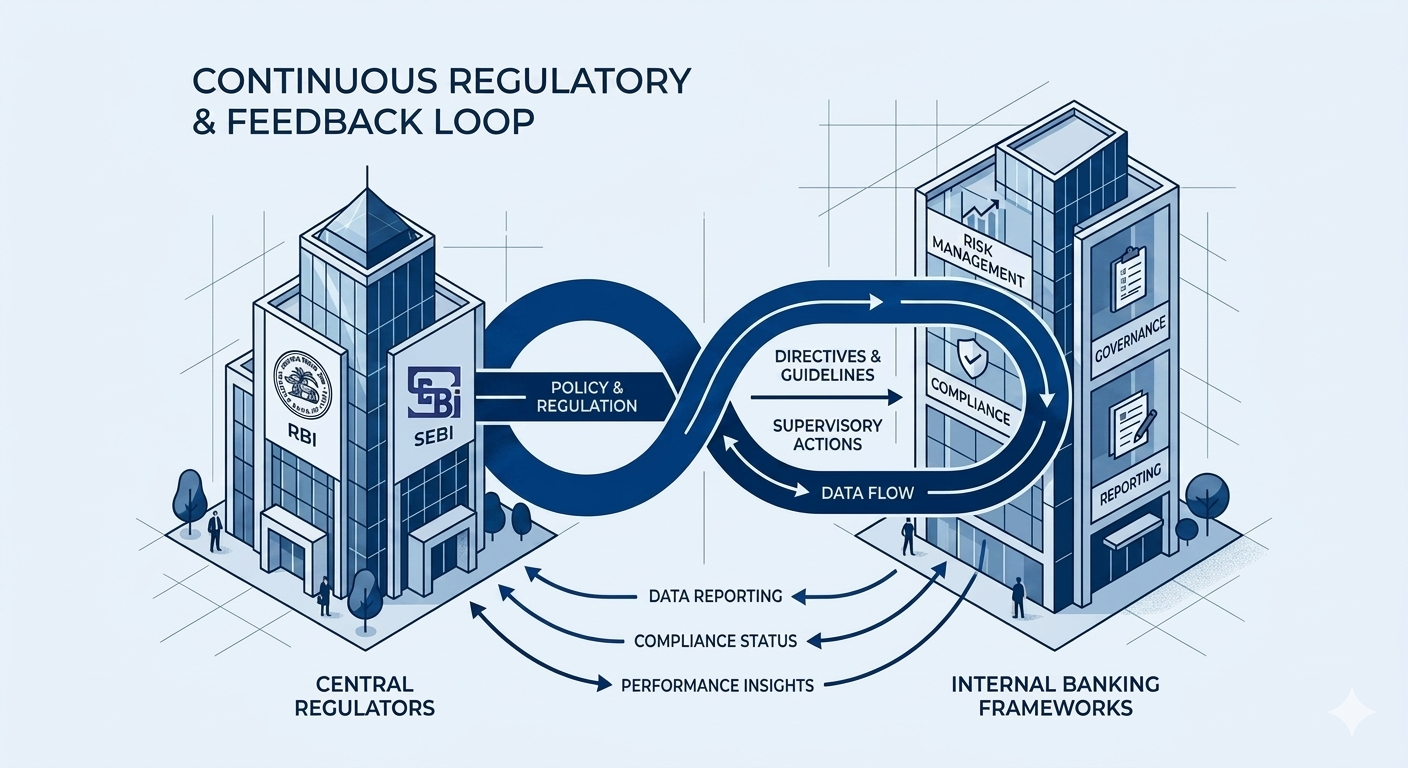 CONTINUOUS REGULATORY
& FEEDBACK LOOP
RBI
SEBI
SEBI
POLICY &
REGULATION
DIRECTIVES &
GUIDELINES
SUPERVISORY
ACTIONS
DATA FLOW
RISK
MANAGEMENT
COMPLIANCE
GOVERNANCE
REPORTING
DATA REPORTING
COMPLIANCE STATUS
PERFORMANCE INSIGHTS
CENTRAL
REGULATORS
INTERNAL BANKING
FRAMEWORKS